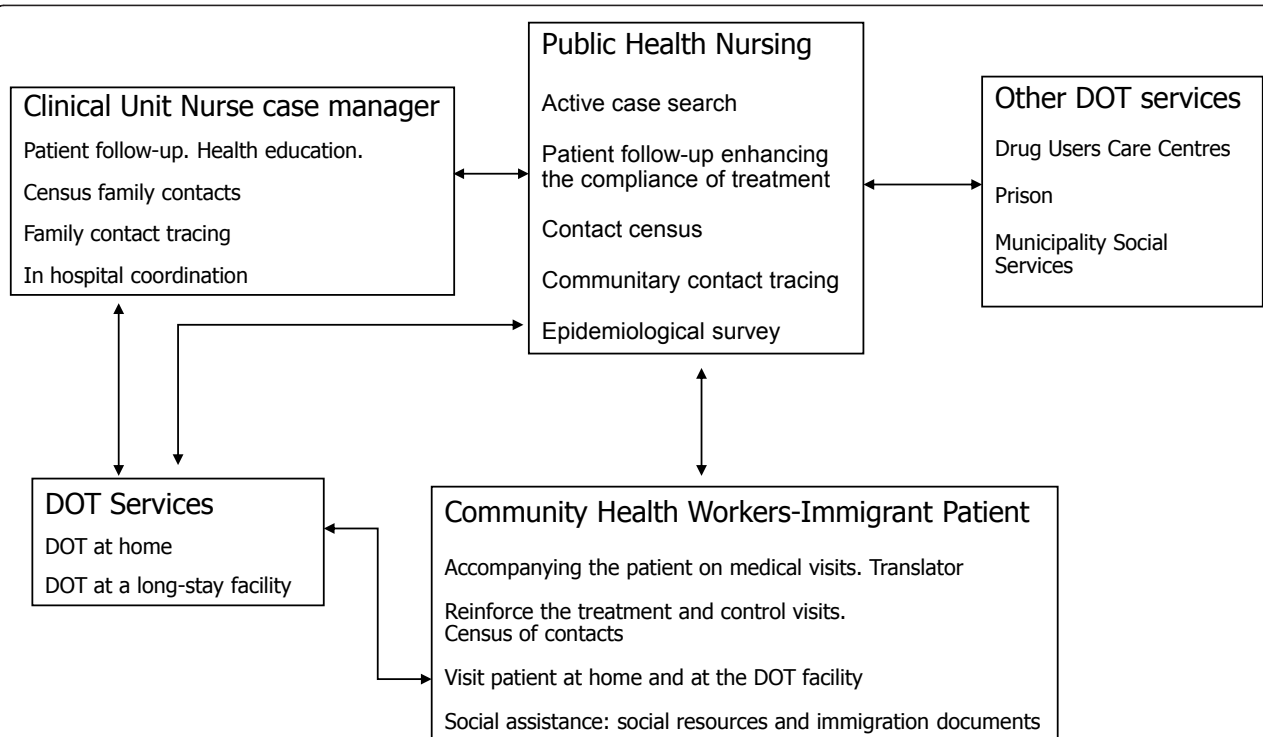 Public Health Nursing
Active case search
Patient follow-up enhancing
the compliance of treatment
Contact census
Communitary contact tracing
Epidemiological survey
Clinical Unit Nurse case manager
Patient follow-up. Health education.
Census family contacts
Family contact tracing
In hospital coordination
Other DOT services
Drug Users Care Centres
Prison
Municipality Social
Services
DOT Services
DOT at home
DOT at a long-stay facility
Community Health Workers-Immigrant Patient
Accompanying the patient on medical visits. Translator
Reinforce the treatment and control visits.
Census of contacts
Visit patient at home and at the DOT facility
Social assistance: social resources and immigration documents